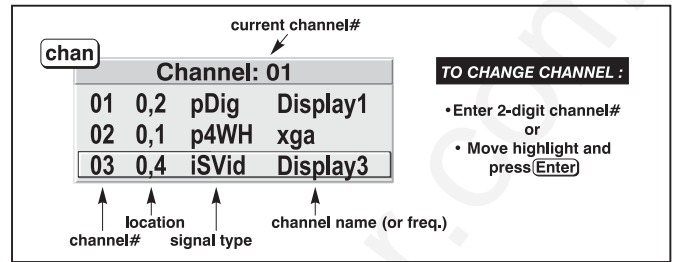 current channel#
chan
Channel: 01
01 0,2 pDig Display1
02 0,1 p4WH xga
03 0,4 iSVid Display3
channel#
location
signal type
channel name (or freq.)
TO CHANGE CHANNEL :
•Enter 2-digit channel#
or
• Move highlight and
press Enter